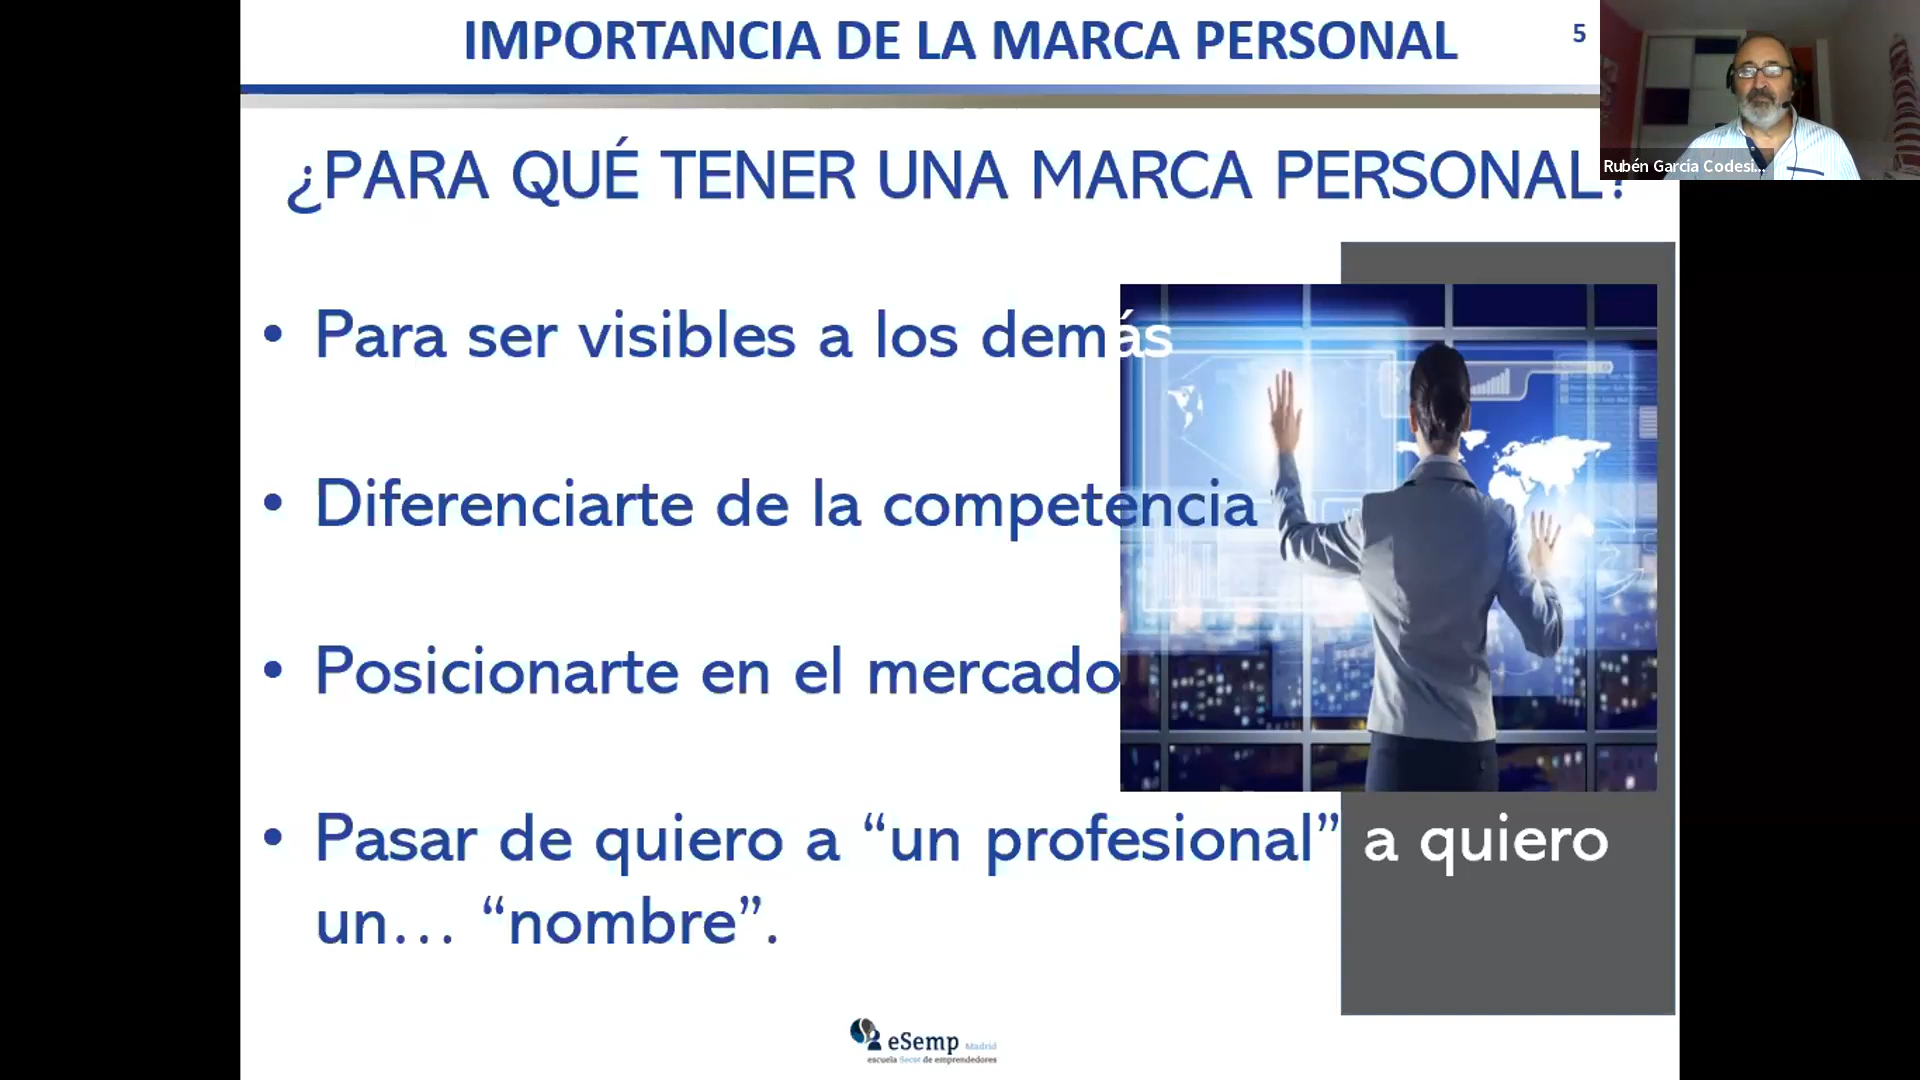 IMPORTANCIA DE LA MARCA PERSONAL
5
Rubén García Codesi...
¿PARA QUÉ TENER UNA MARCA PERSONAL?
• Para ser visibles a los demás
• Diferenciarte de la competencia
• Posicionarte en el mercado
• Pasar de quiero a “un profesional” a quiero
un… “nombre”.
eSemp Madrid
escuela Secot de emprendedores